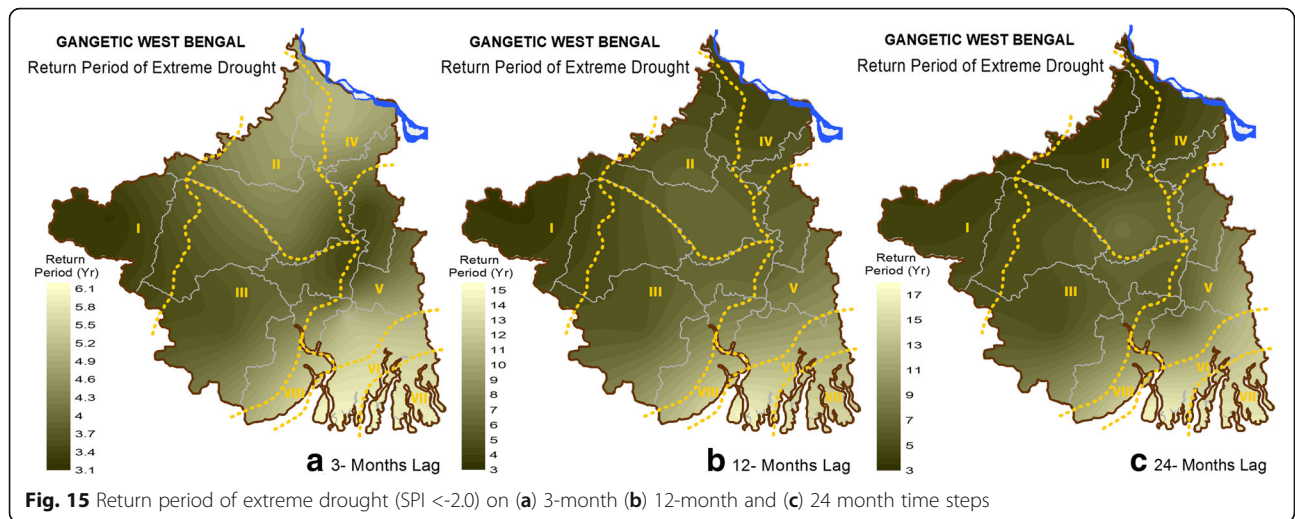 GANGETIC WEST BENGAL
Return Period of Extreme Drought
I
II
III
IV
V
VI
VII
VIII
Return
Period (Yr)
6.1
5.8
5.5
5.2
4.9
4.6
4.3
4
3.7
3.4
3.1
a 3- Months Lag
GANGETIC WEST BENGAL
Return Period of Extreme Drought
I
II
III
IV
V
VI
VII
VIII
Return
Period (Yr)
15
14
13
12
11
10
9
8
7
6
5
4
3
b 12- Months Lag
GANGETIC WEST BENGAL
Return Period of Extreme Drought
I
II
III
IV
V
VI
VII
VIII
Return
Period (Yr)
17
15
13
11
9
7
5
3
c 24- Months Lag
Fig. 15 Return period of extreme drought (SPI <-2.0) on (a) 3-month (b) 12-month and (c) 24 month time steps